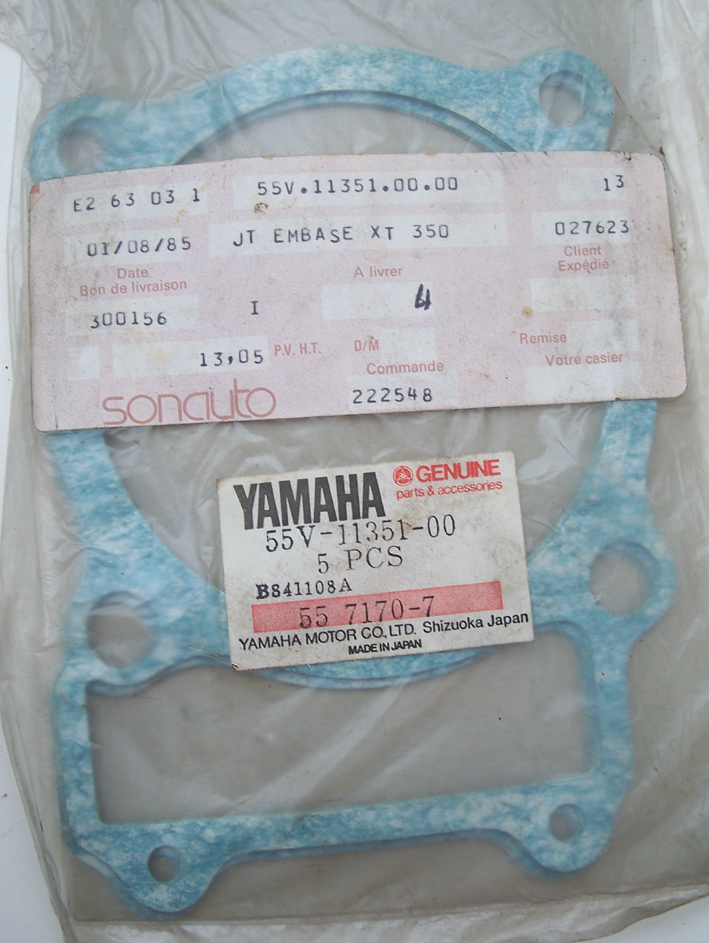 E2 63 03 1 55V.11351.00.00 13
01/08/85 JT EMBASE XT 350 027623
Date A livrer Client
Bon de livraison Expédié
300156 I 4
13,05 P.V. H.T. D/M Remise
Commande Votre casier
sonauto 222548
YAMAHA GENUINE
parts & accessories
55V-11351-00
5 PCS
B841108A
55 7170-7
YAMAHA MOTOR CO., LTD. Shizuoka Japan
MADE IN JAPAN